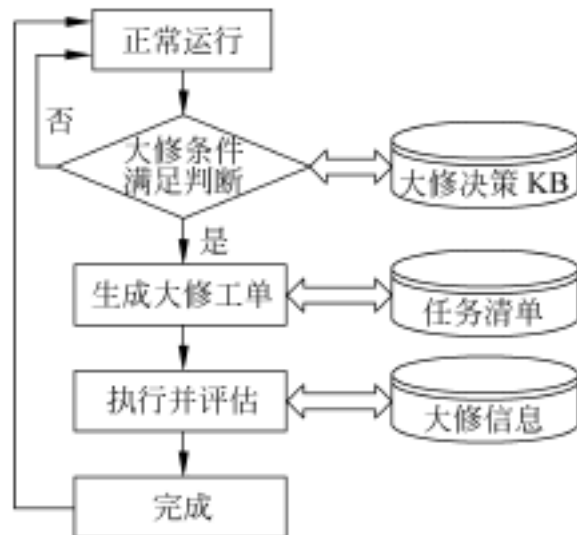 正常运行
否
大修条件
满足判断
大修决策 KB
是
生成大修工单
任务清单
执行并评估
大修信息
完成